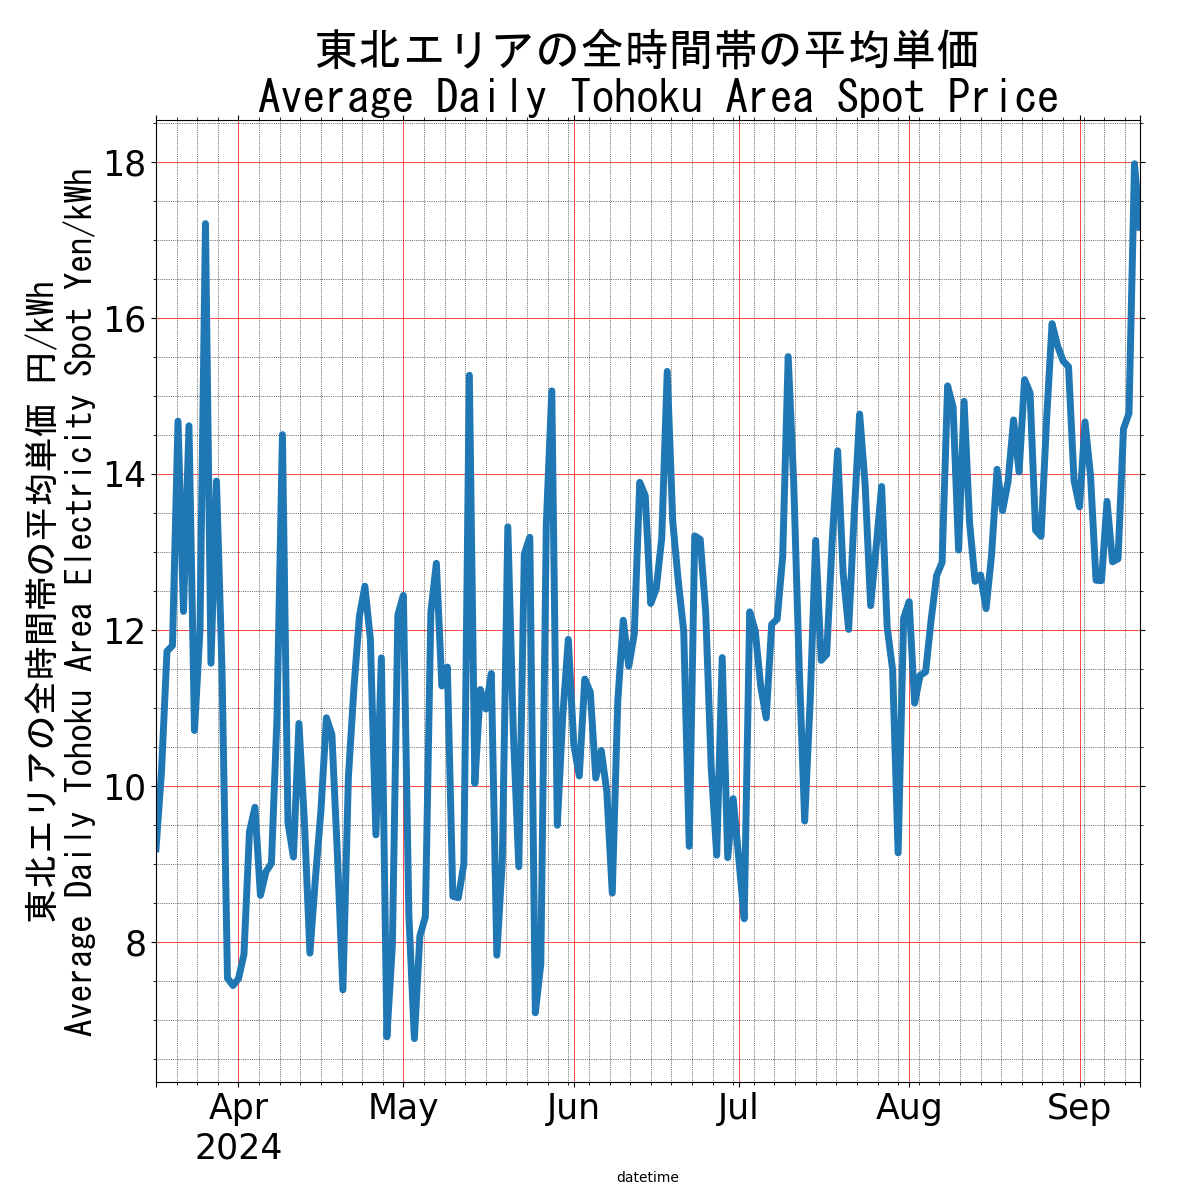 東北エリアの全時間帯の平均単価
Average Daily Tohoku Area Spot Price
東北エリアの全時間帯の平均単価 円/kWh
Average Daily Tohoku Area Electricity Spot Yen/kWh
18
16
14
12
10
8
Apr
May
Jun
Jul
Aug
Sep
2024
datetime